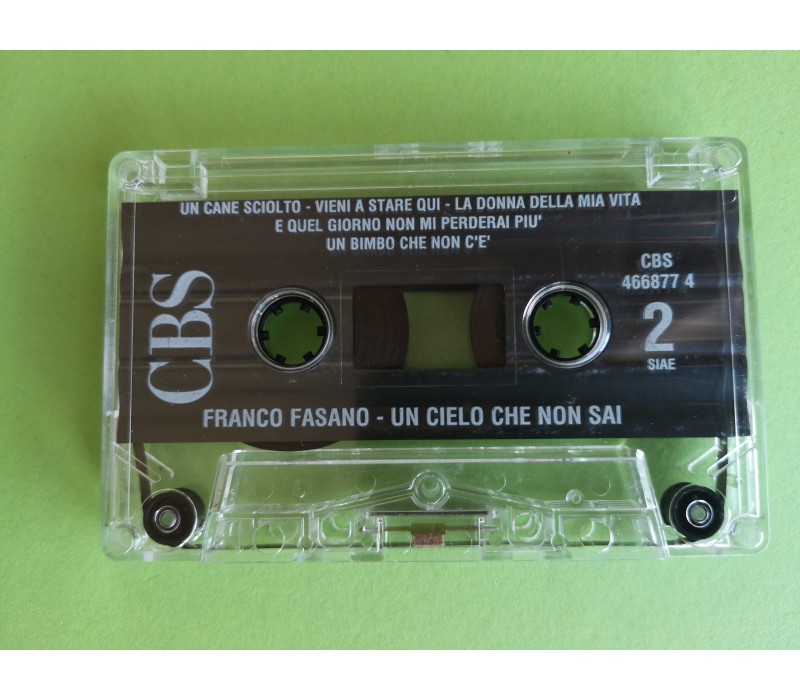 UN CANE SCIOLTO - VIENI A STARE QUI - LA DONNA DELLA MIA VITA
E QUEL GIORNO NON MI PERDERAI PIU'
UN BIMBO CHE NON C'E'
CBS
CBS
466877 4
2
SIAE
FRANCO FASANO - UN CIELO CHE NON SAI